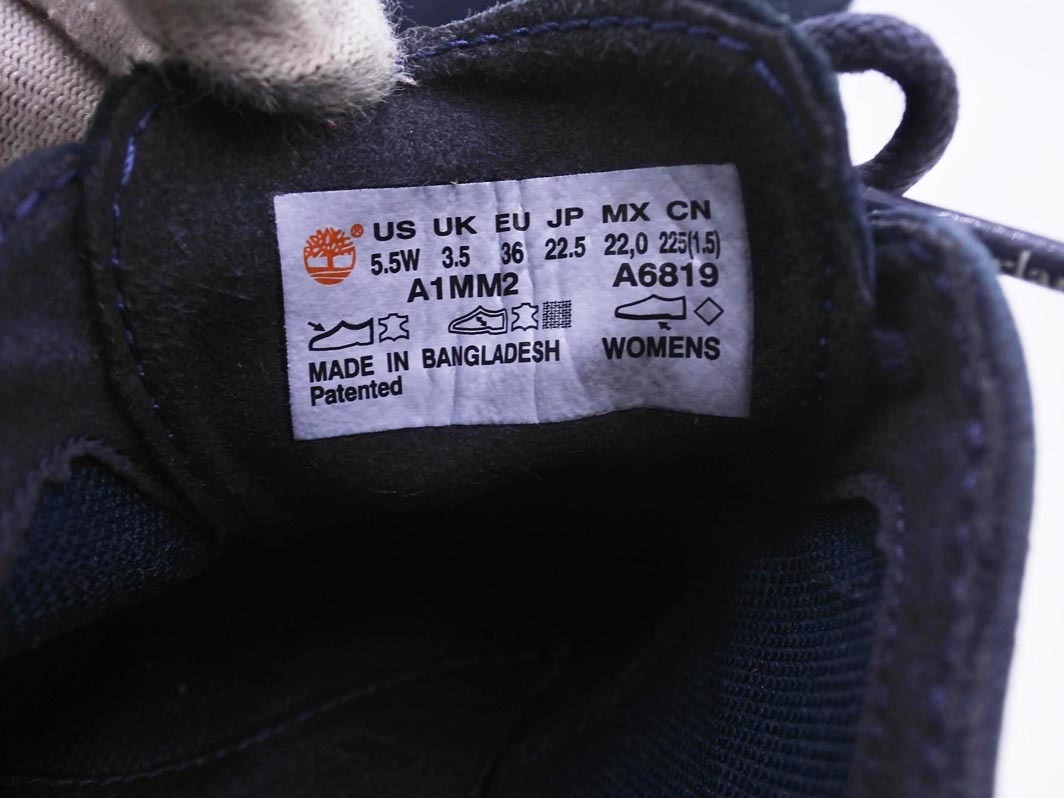 ® US UK EU JP MX CN
5.5W 3.5 36 22.5 22,0 225(1.5)
A1MM2 A6819
MADE IN BANGLADESH WOMENS
Patented